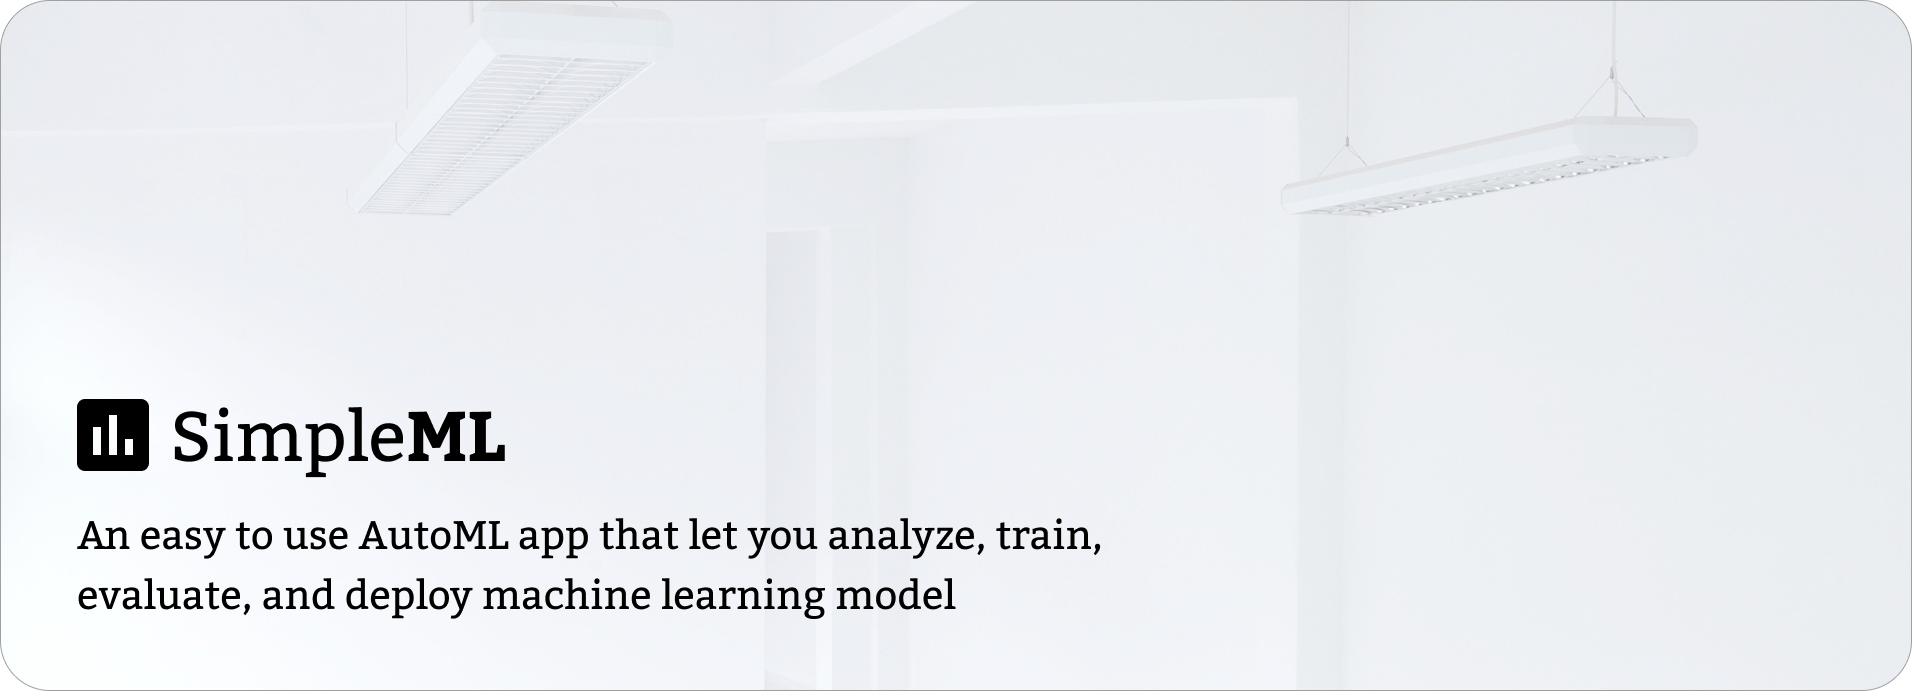 SimpleML
An easy to use AutoML app that let you analyze, train,
evaluate, and deploy machine learning model